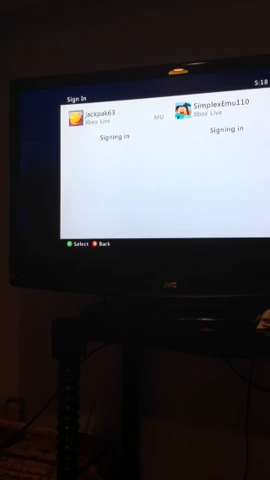 5:18
Sign In
jackpak63
Xbox Live
MU
SimplexEmu110
Xbox Live
Signing in
Signing in
Select
Back
JVC